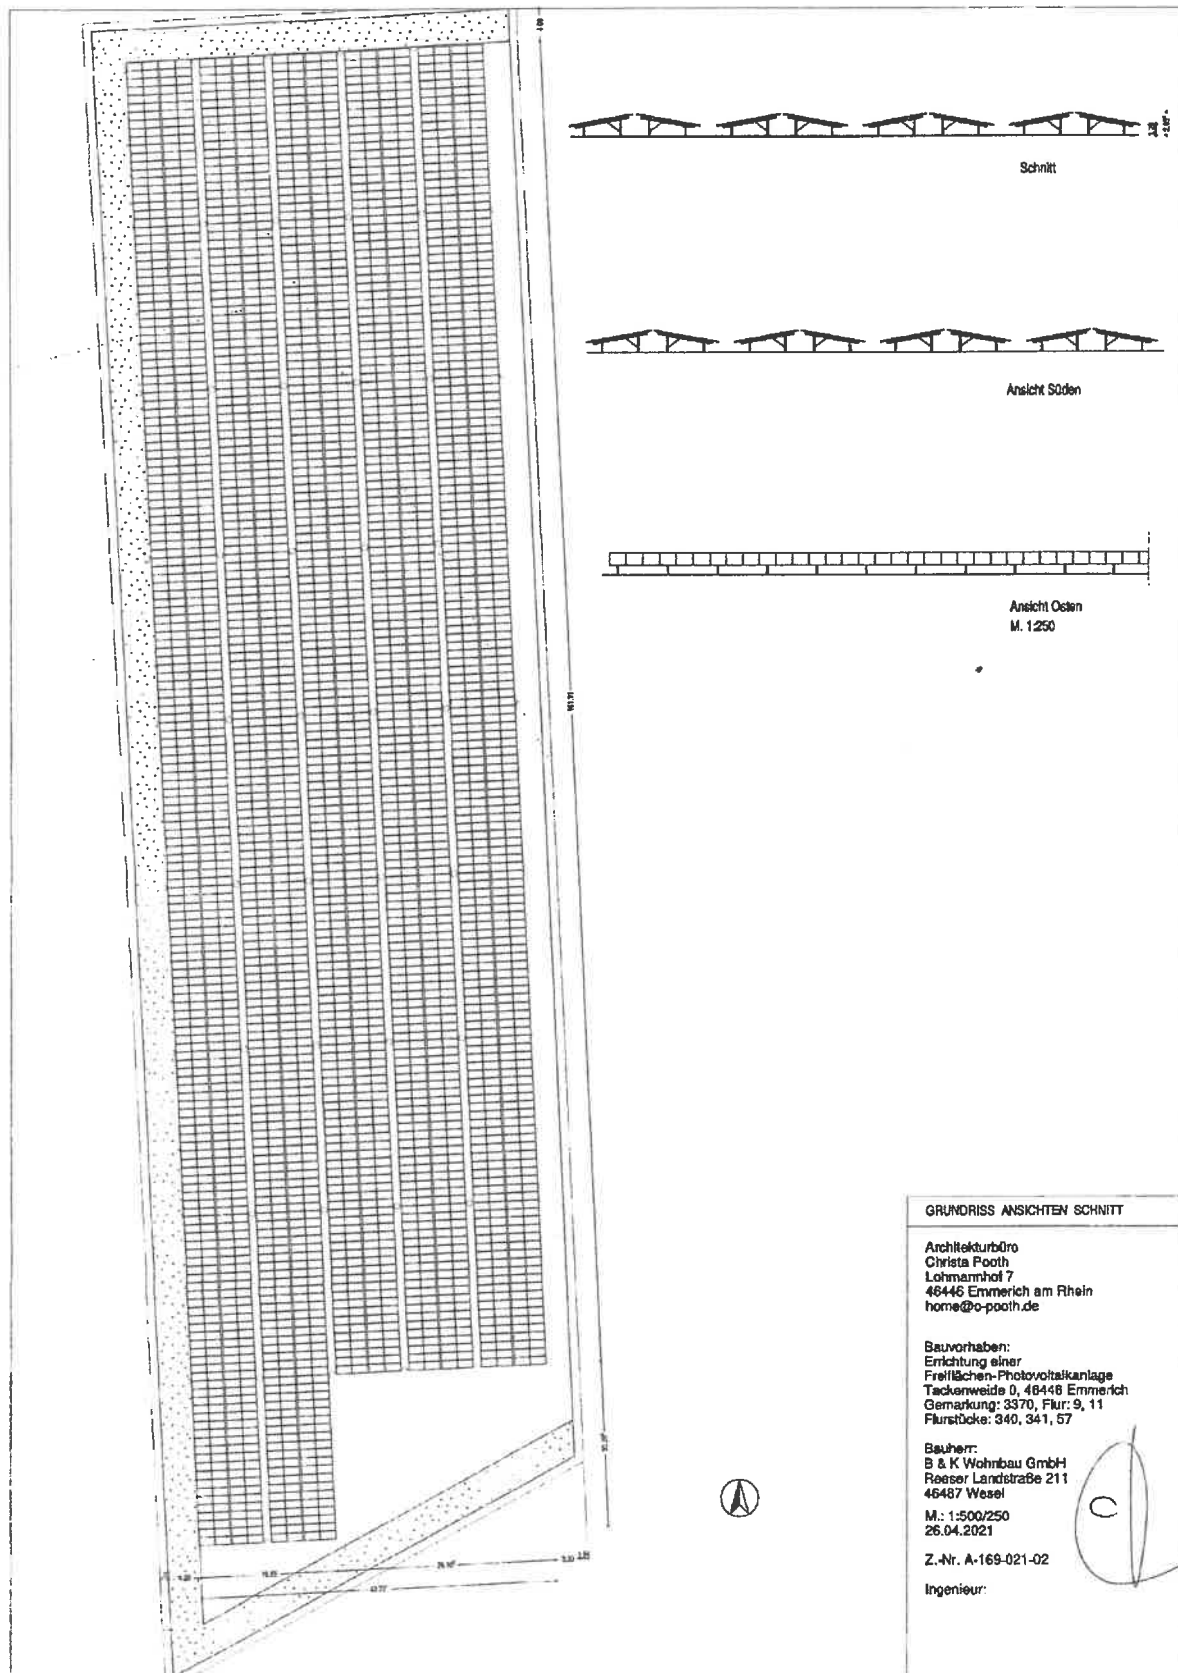 Schnitt
Ansicht Süden
Ansicht Osten
M. 1:250
GRUNDRISS ANSICHTEN SCHNITT
Architekturbüro
Christa Pooth
Lohmannhof 7
46446 Emmerich am Rhein
home@c-pooth.de
Bauvorhaben:
Errichtung einer
Freiflächen-Photovoltaikanlage
Tackenweide 0, 46446 Emmerich
Gemarkung: 3370, Flur: 9, 11
Flurstücke: 340, 341, 57
Bauherr:
B & K Wohnbau GmbH
Reeser Landstraße 211
46487 Wesel
M.: 1:500/250
26.04.2021
Z.-Nr. A-169-021-02
Ingenieur: